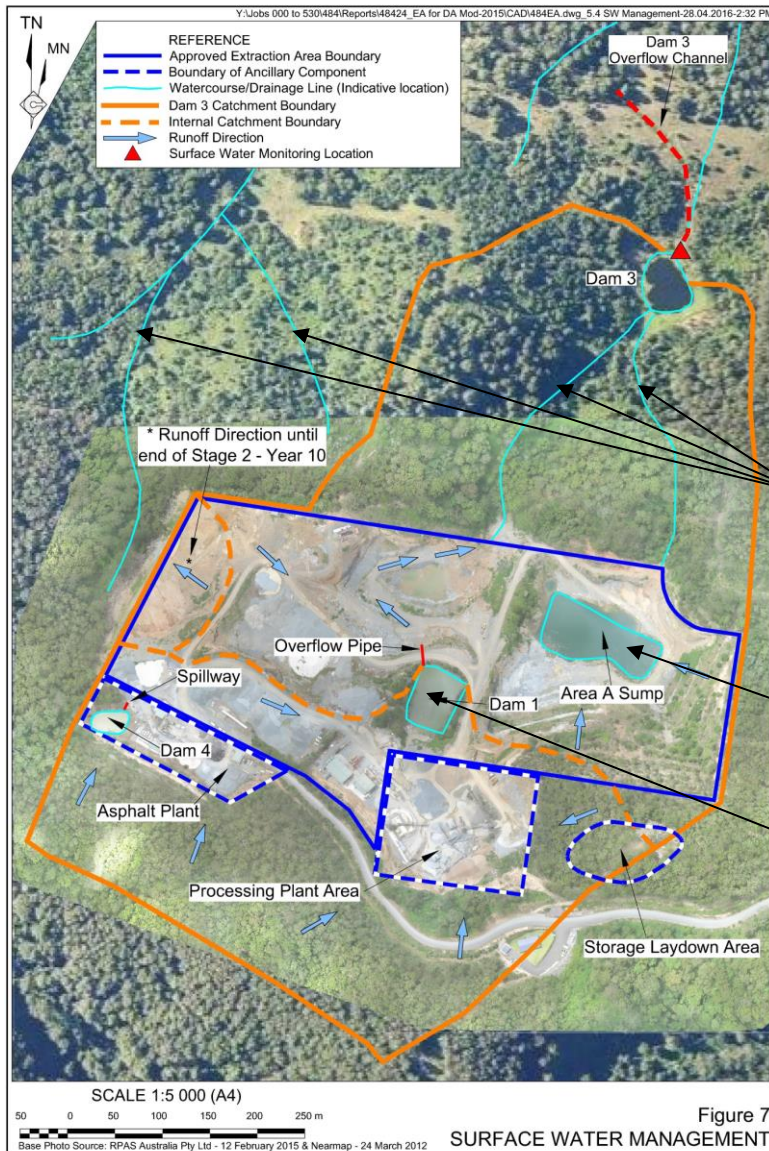 Y:\Jobs 000 to 530\484\Reports\48424_EA for DA Mod-2015\CAD\484EA.dwg_5.4 SW Management-28.04.2016-2:32 PM
TN
MN
REFERENCE
Approved Extraction Area Boundary
Boundary of Ancillary Component
Watercourse/Drainage Line (Indicative location)
Dam 3 Catchment Boundary
Internal Catchment Boundary
Runoff Direction
Surface Water Monitoring Location
Dam 3
Overflow Channel
Dam 3
* Runoff Direction until
end of Stage 2 - Year 10
*
Overflow Pipe
Spillway
Dam 1
Area A Sump
Dam 4
Asphalt Plant
Processing Plant Area
Storage Laydown Area
SCALE 1:5 000 (A4)
50 0 50 100 150 200 250 m
Base Photo Source: RPAS Australia Pty Ltd - 12 February 2015 & Nearmap - 24 March 2012
Figure 7
SURFACE WATER MANAGEMENT